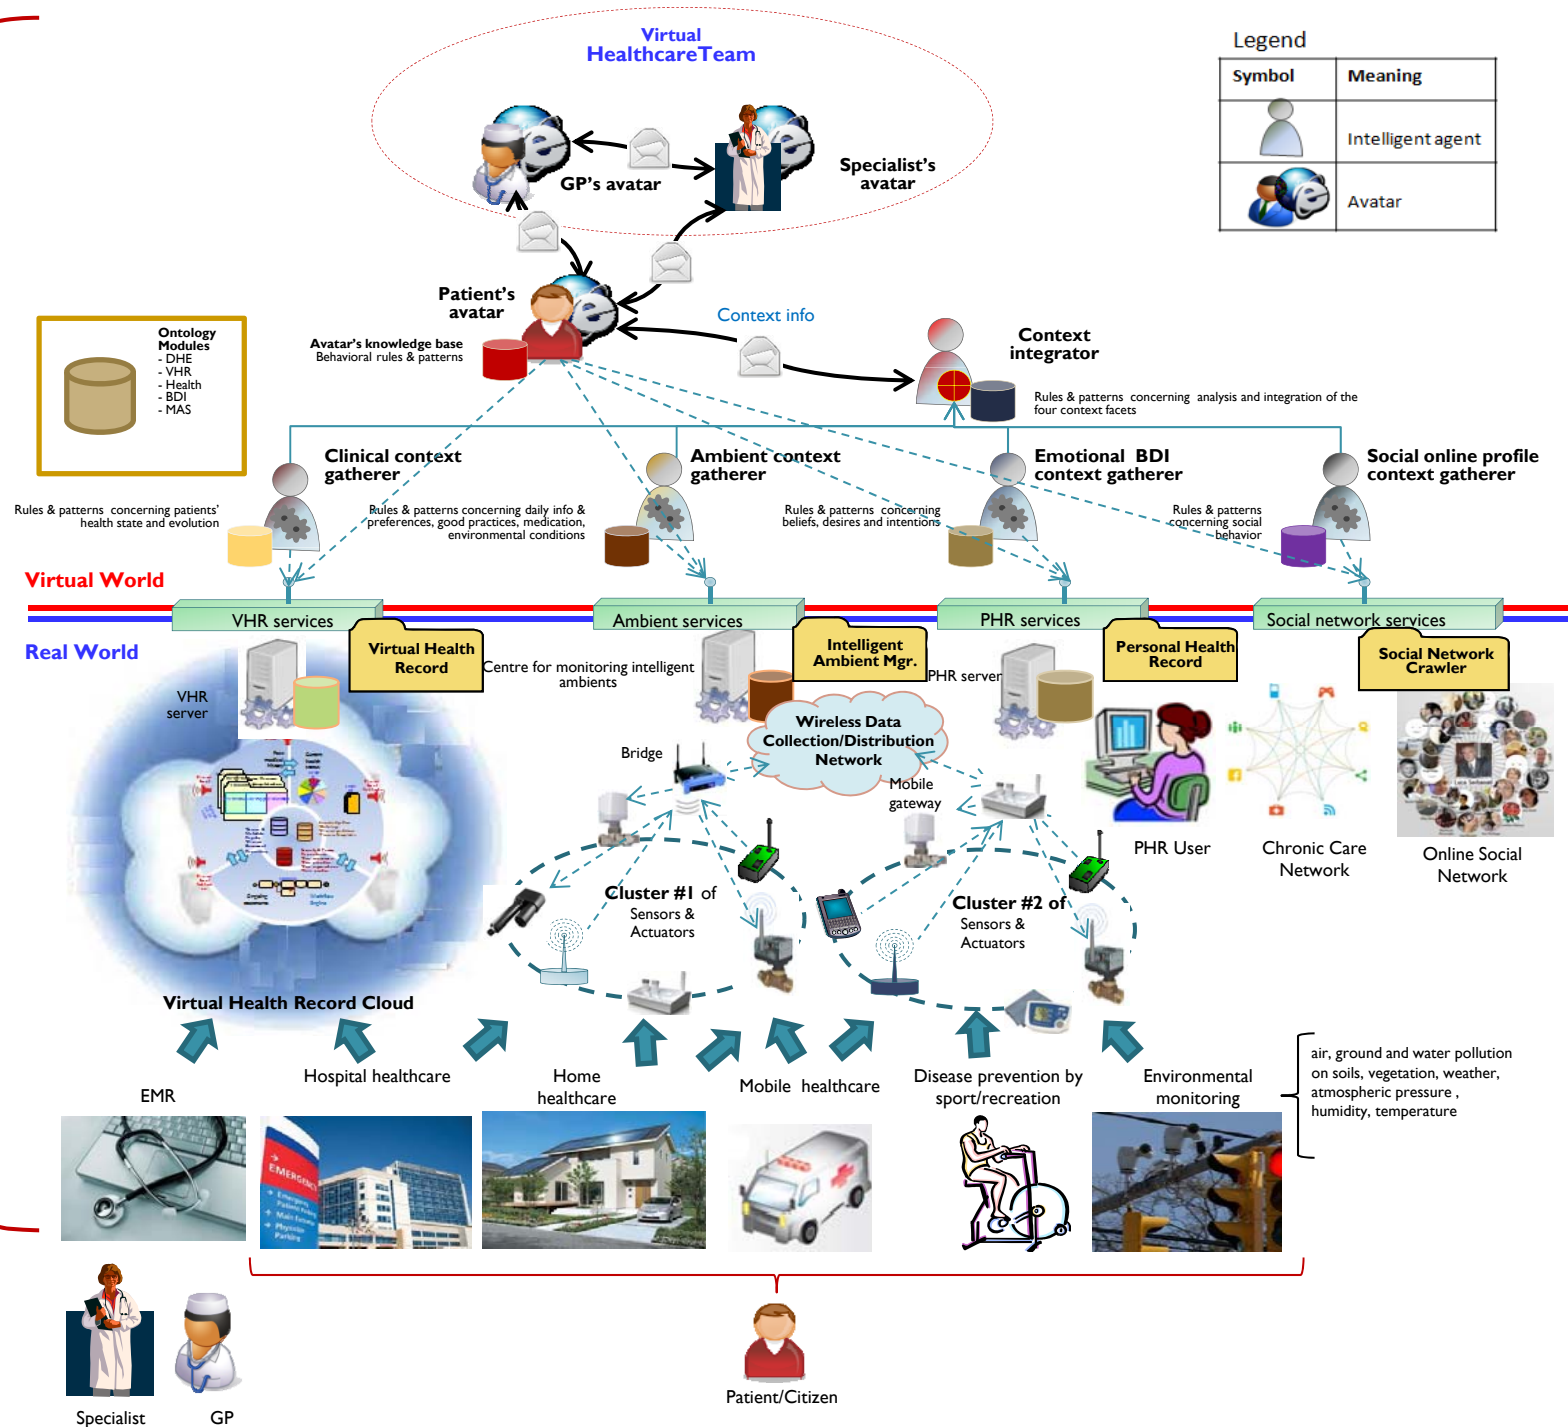 Virtual
HealthcareTeam
GP's avatar
Specialist's
avatar
Legend
Symbol Meaning
Intelligent agent
Avatar
Patient's
avatar
Avatar's knowledge base
Behavioral rules & patterns
Context info
Context
integrator
Rules & patterns concerning analysis and integration of the
four context facets
Ontology
Modules
- DHE
- VHR
- Health
- BDI
- MAS
Clinical context
gatherer
Rules & patterns concerning patients'
health state and evolution
Ambient context
gatherer
Rules & patterns concerning daily info &
preferences, good practices, medication,
environmental conditions
Emotional BDI
context gatherer
Rules & patterns concerning
beliefs, desires and intentions
Social online profile
context gatherer
Rules & patterns
concerning social
behavior
Virtual World
Real World
VHR services
Ambient services
PHR services
Social network services
Virtual Health
Record
Intelligent
Ambient Mgr.
Personal Health
Record
Social Network
Crawler
VHR
server
Centre for monitoring intelligent
ambients
PHR server
Wireless Data
Collection/Distribution
Network
Bridge
Mobile
gateway
Cluster #1 of
Sensors &
Actuators
Cluster #2 of
Sensors &
Actuators
PHR User
Chronic Care
Network
Online Social
Network
Virtual Health Record Cloud
EMR
Hospital healthcare
Home
healthcare
Mobile healthcare
Disease prevention by
sport/recreation
Environmental
monitoring
air, ground and water pollution
on soils, vegetation, weather,
atmospheric pressure ,
humidity, temperature
EMERGENCY
Emergency
Patient Parking
Main Entrance
Physician
Parking
Specialist
GP
Patient/Citizen